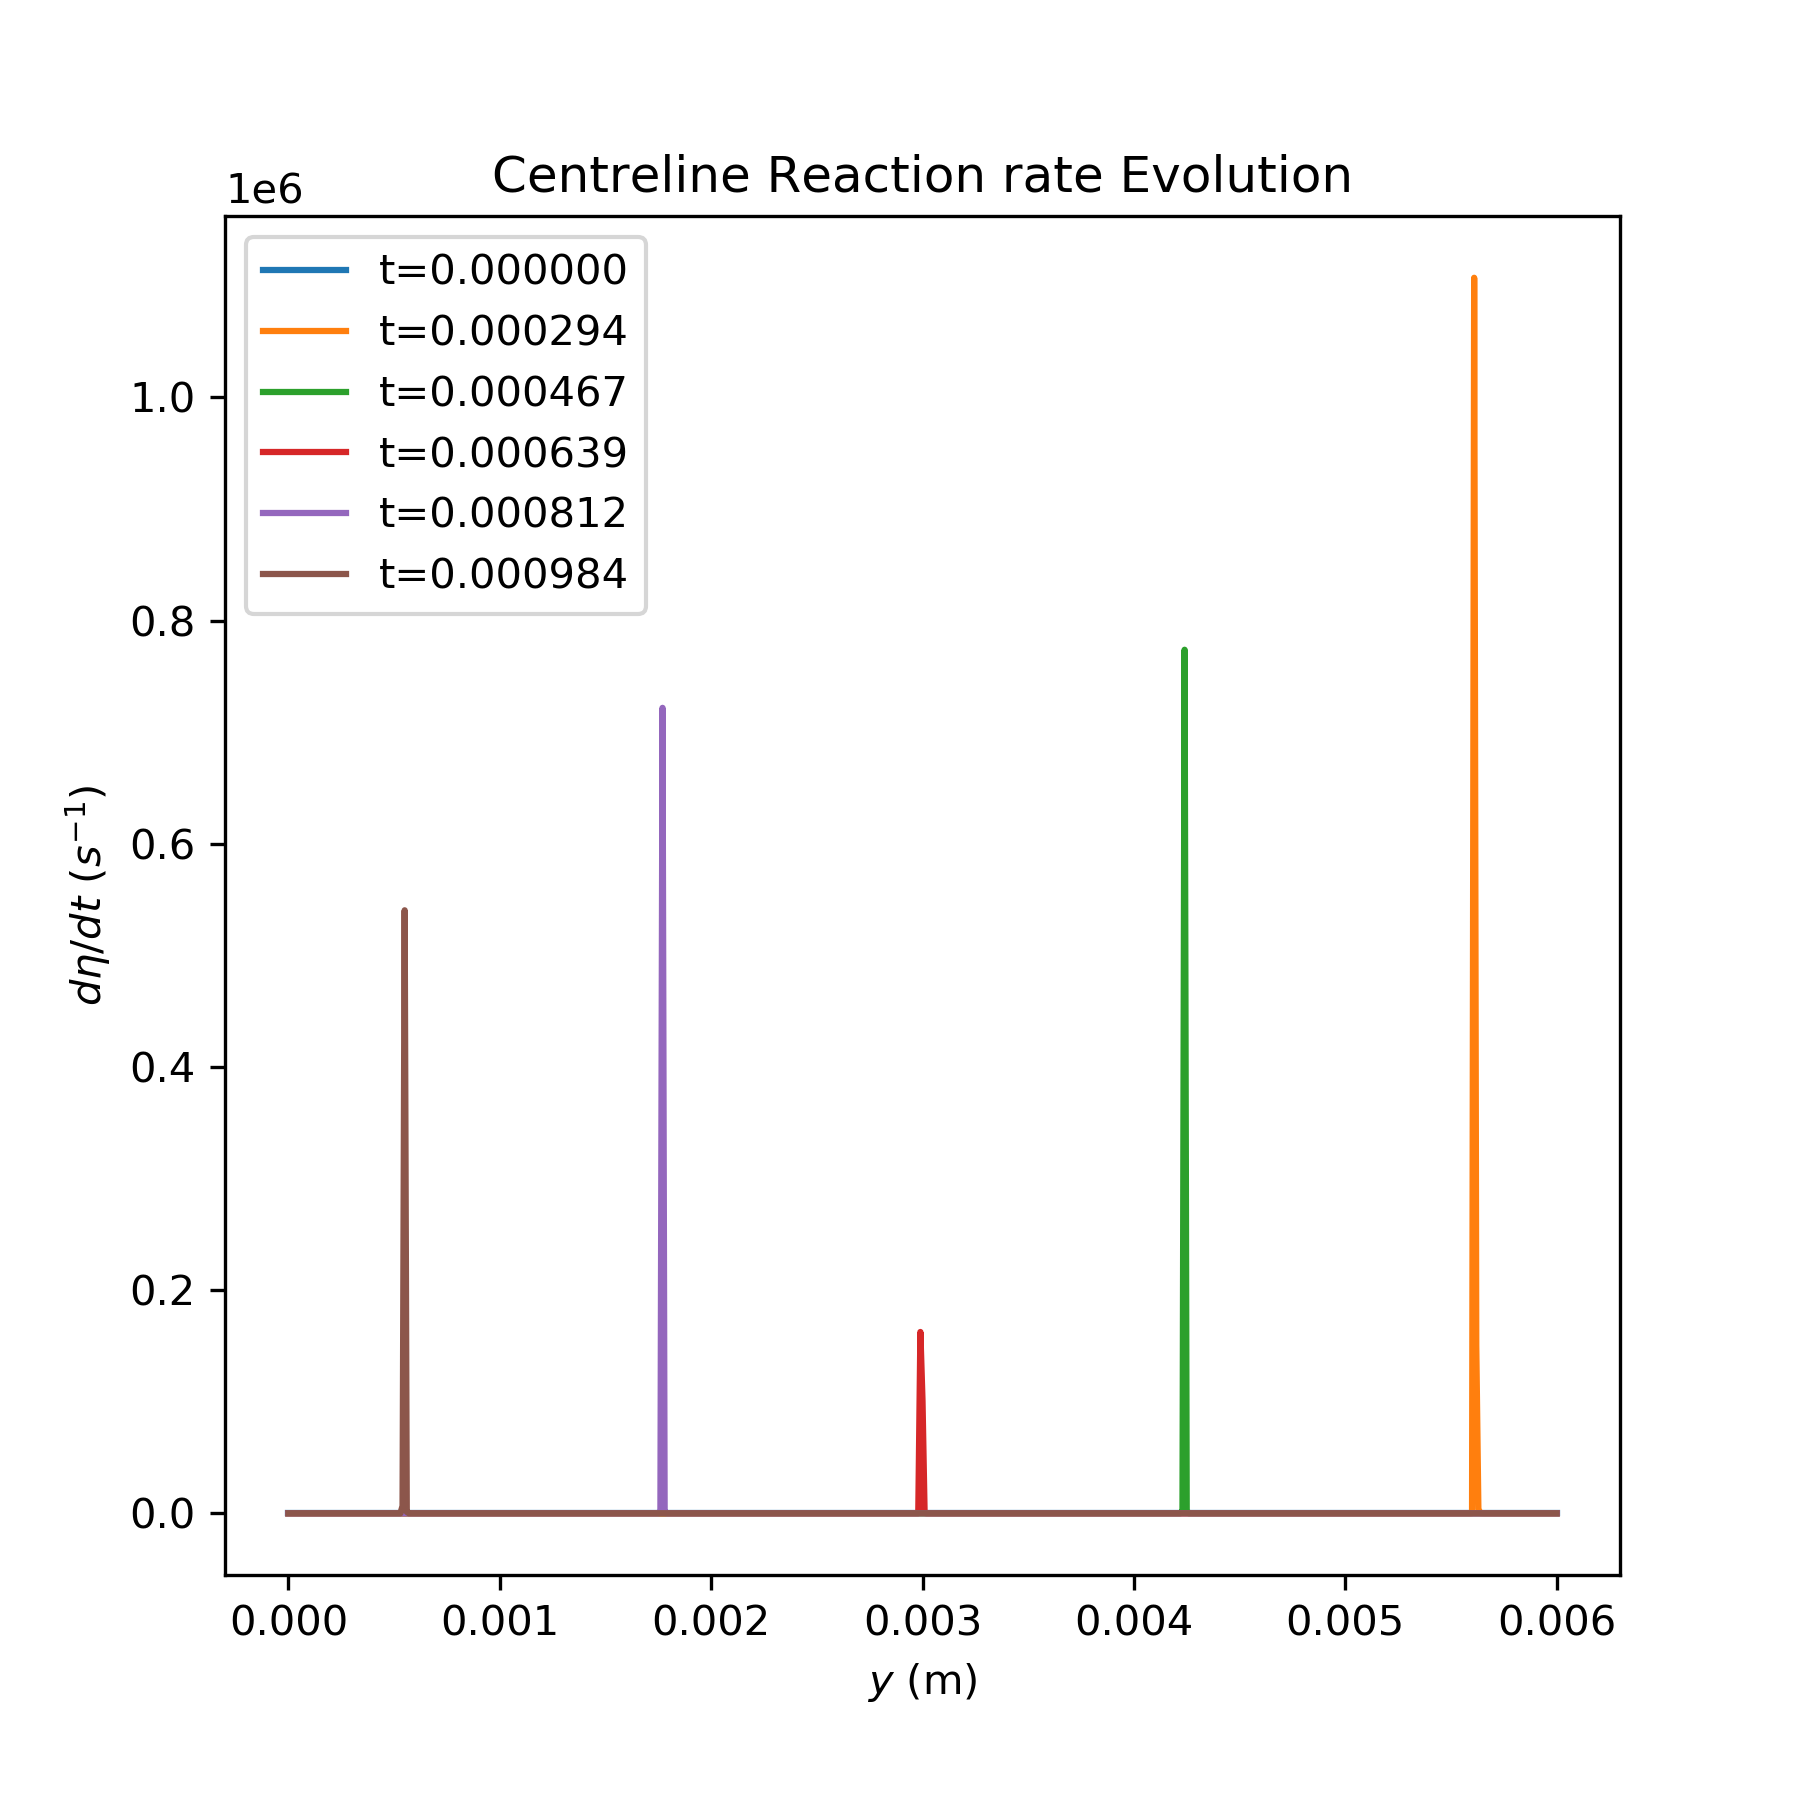 Centreline Reaction rate Evolution
1e6
t=0.000000
t=0.000294
t=0.000467
t=0.000639
t=0.000812
t=0.000984
1.0
0.8
0.6
0.4
0.2
0.0
dη/dt (s⁻¹)
0.000 0.001 0.002 0.003 0.004 0.005 0.006
y (m)